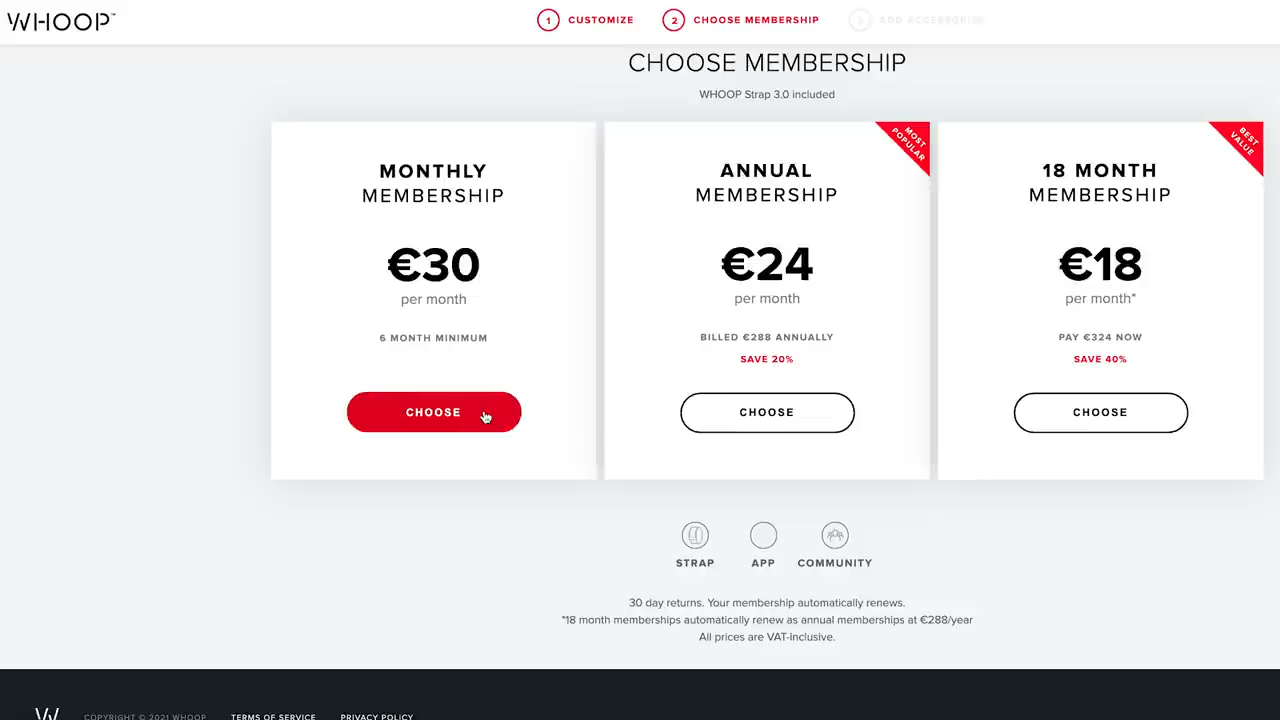 WHOOP™
1 CUSTOMIZE
2 CHOOSE MEMBERSHIP
3 ADD ACCESSORIES
CHOOSE MEMBERSHIP
WHOOP Strap 3.0 included
MONTHLY
MEMBERSHIP
€30
per month
6 MONTH MINIMUM
CHOOSE
MOST
POPULAR
ANNUAL
MEMBERSHIP
€24
per month
BILLED €288 ANNUALLY
SAVE 20%
CHOOSE
BEST
VALUE
18 MONTH
MEMBERSHIP
€18
per month*
PAY €324 NOW
SAVE 40%
CHOOSE
STRAP
APP
COMMUNITY
30 day returns. Your membership automatically renews.
*18 month memberships automatically renew as annual memberships at €288/year
All prices are VAT-inclusive.
W
COPYRIGHT © 2021 WHOOP
TERMS OF SERVICE
PRIVACY POLICY